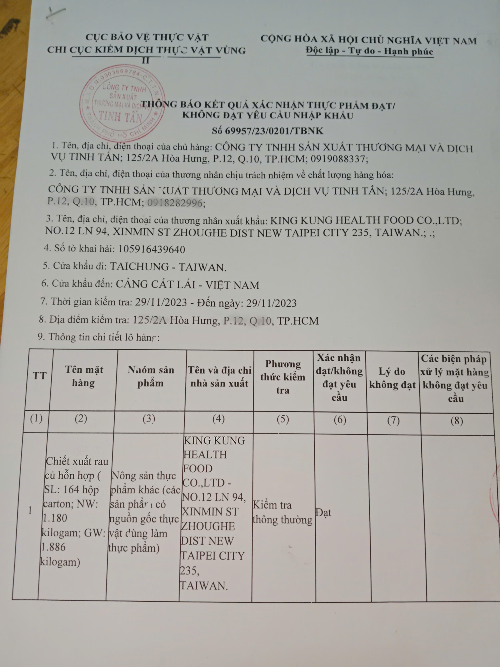 CỤC BẢO VỆ THỰC VẬT
CHI CỤC KIỂM DỊCH THỰC VẬT VÙNG
II
CỘNG HÒA XÃ HỘI CHỦ NGHĨA VIỆT NAM
Độc lập - Tự do - Hạnh phúc
CÔNG TY TNHH
SẢN XUẤT
THƯƠNG MẠI VÀ DỊCH VỤ
TINH TẤN
THÔNG BÁO KẾT QUẢ XÁC NHẬN THỰC PHẨM ĐẠT/
KHÔNG ĐẠT YÊU CẦU NHẬP KHẨU
Số 69957/23/0201/TBNK
1. Tên, địa chỉ, điện thoại của chủ hàng: CÔNG TY TNHH SẢN XUẤT THƯƠNG MẠI VÀ DỊCH
VỤ TINH TẤN; 125/2A Hòa Hưng, P.12, Q.10, TP.HCM; 0919088337;
2. Tên, địa chỉ, điện thoại của thương nhân chịu trách nhiệm về chất lượng hàng hóa:
CÔNG TY TNHH SẢN XUẤT THƯƠNG MẠI VÀ DỊCH VỤ TINH TẤN; 125/2A Hòa Hưng,
P.12, Q.10, TP.HCM; 0918282996;
3. Tên, địa chỉ, điện thoại của thương nhân xuất khẩu: KING KUNG HEALTH FOOD CO.,LTD;
NO.12 LN 94, XINMIN ST ZHOUGHE DIST NEW TAIPEI CITY 235, TAIWAN.; .;
4. Số tờ khai hải: 105916439640
5. Cửa khẩu đi: TAICHUNG - TAIWAN.
6. Cửa khẩu đến: CẢNG CÁT LÁI - VIỆT NAM
7. Thời gian kiểm tra: 29/11/2023 - Đến ngày: 29/11/2023
8. Địa điểm kiểm tra: 125/2A Hòa Hưng, P.12, Q.10, TP.HCM
9. Thông tin chi tiết lô hàng:
TT
Tên mặt
hàng
Nhóm sản
phẩm
Tên và địa chỉ
nhà sản xuất
Phương
thức kiểm
tra
Xác nhận
đạt/không
đạt yêu
cầu
Lý do
không đạt
Các biện pháp
xử lý mặt hàng
không đạt yêu
cầu
(1) (2) (3) (4) (5) (6) (7) (8)
1
Chiết xuất rau
củ hỗn hợp (
SL: 164 hộp
carton; NW:
1.180
kilogam; GW:
1.886
kilogam)
Nông sản thực
phẩm khác (các
sản phẩm có
nguồn gốc thực
vật dùng làm
thực phẩm)
KING KUNG
HEALTH
FOOD
CO.,LTD -
NO.12 LN 94,
XINMIN ST
ZHOUGHE
DIST NEW
TAIPEI CITY
235,
TAIWAN.
Kiểm tra
thông thường
Đạt